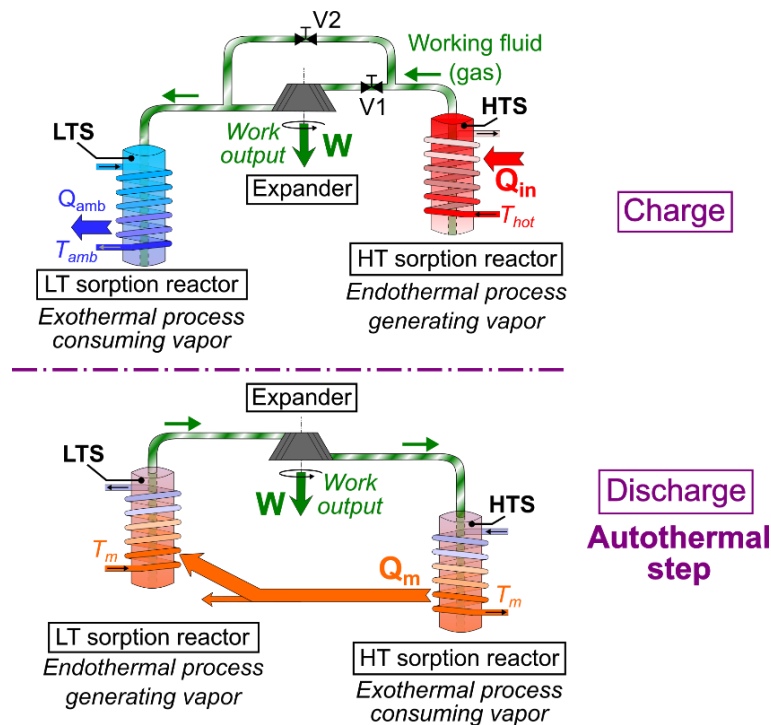 V2
Working fluid
(gas)
V1
LTS
HTS
Work
output
W
Expander
Q_in
Q_amb
T_hot
T_amb
Charge
LT sorption reactor
Exothermal process
consuming vapor
HT sorption reactor
Endothermal process
generating vapor
Expander
LTS
W
Work
output
HTS
Discharge
Autothermal
step
T_m
Q_m
T_m
LT sorption reactor
Endothermal process
generating vapor
HT sorption reactor
Exothermal process
consuming vapor